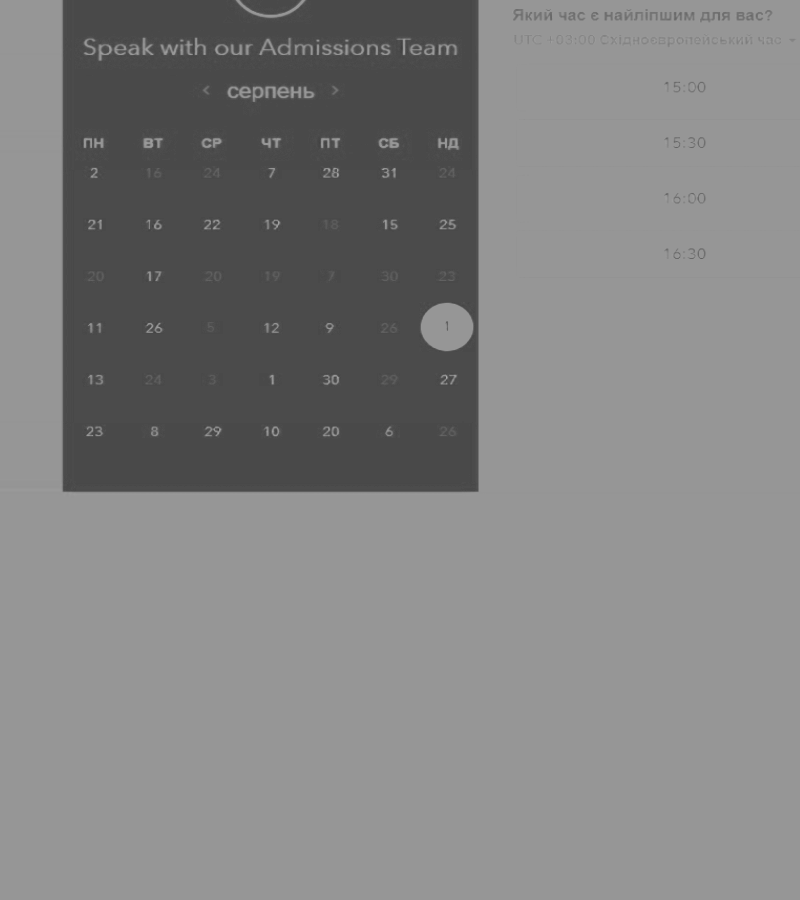 Speak with our Admissions Team
< серпень >
ПН ВТ СР ЧТ ПТ СБ НД
2 16 24 7 28 31 24
21 16 22 19 18 15 25
20 17 20 19 7 30 23
11 26 5 12 9 26 1
13 24 3 1 30 29 27
23 8 29 10 20 6 26
Який час є найліпшим для вас?
UTC +03:00 Східноєвропейський час
15:00
15:30
16:00
16:30